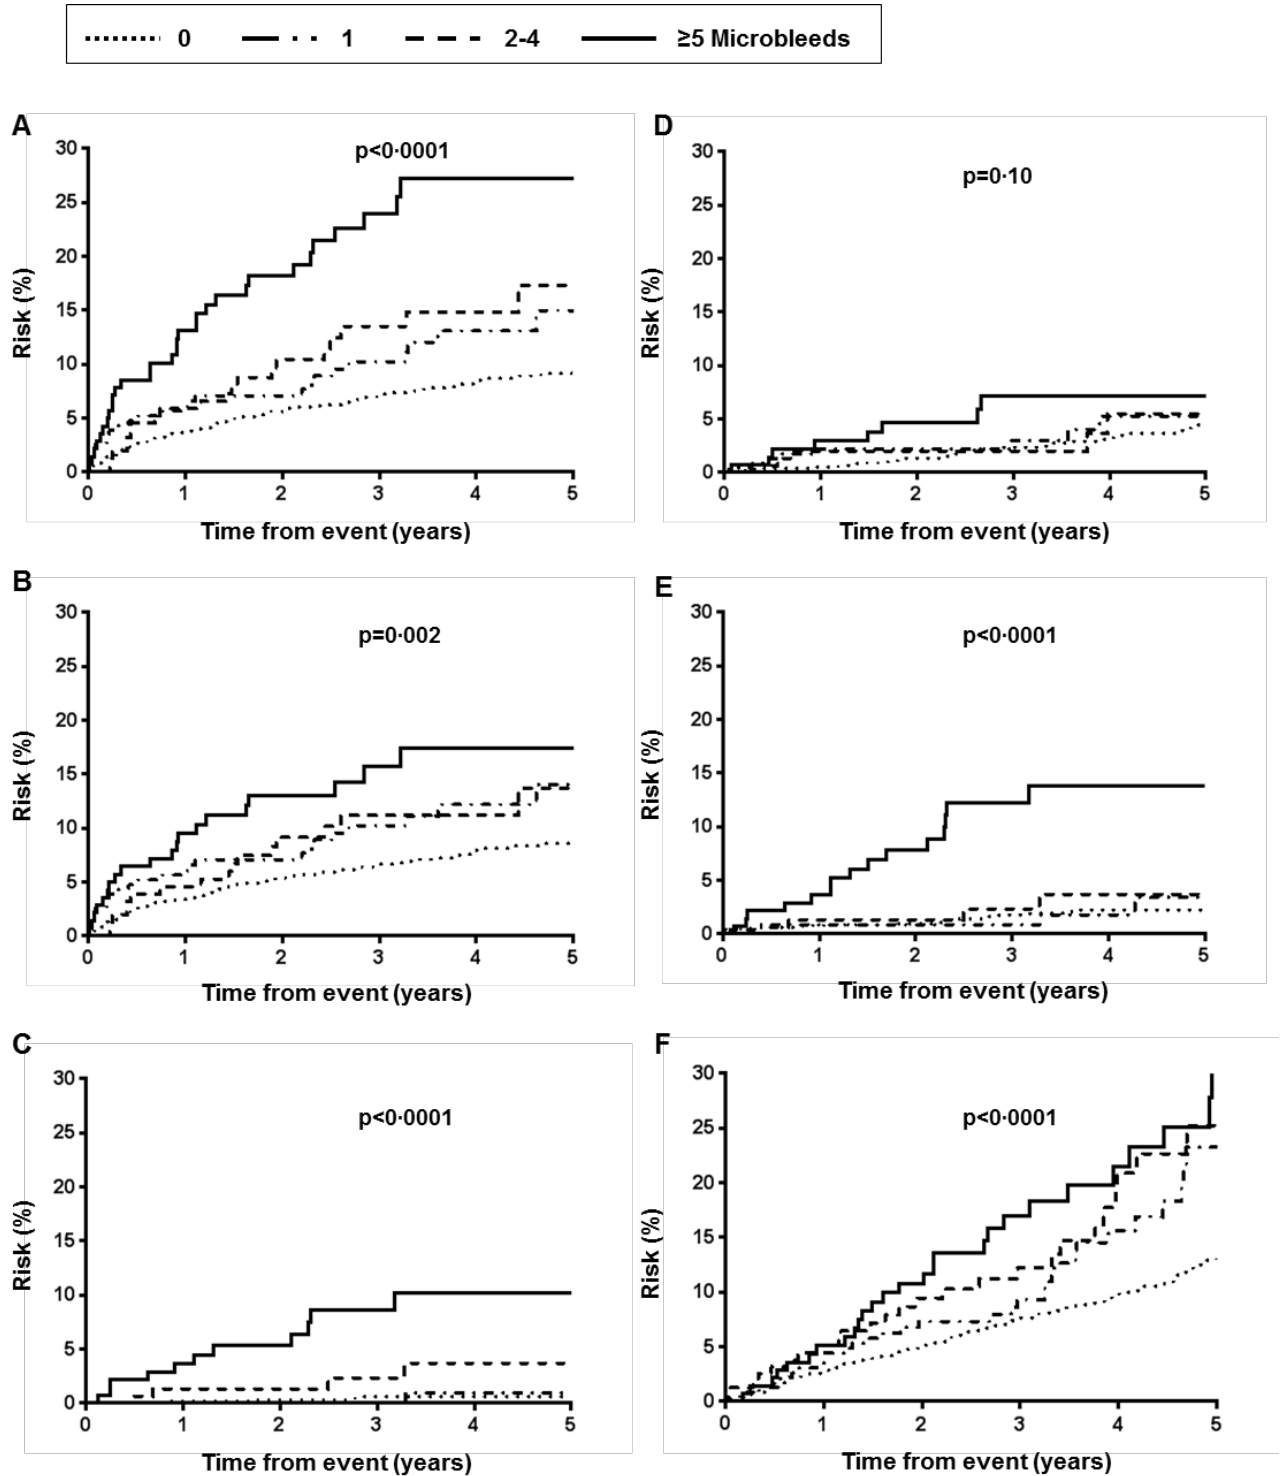 0 1 2-4 ≥5 Microbleeds
A
p<0·0001
30
25
20
15
10
5
0
Risk (%)
0 1 2 3 4 5
Time from event (years)
D
p=0·10
30
25
20
15
10
5
0
Risk (%)
0 1 2 3 4 5
Time from event (years)
B
p=0·002
30
25
20
15
10
5
0
Risk (%)
0 1 2 3 4 5
Time from event (years)
E
p<0·0001
30
25
20
15
10
5
0
Risk (%)
0 1 2 3 4 5
Time from event (years)
C
p<0·0001
30
25
20
15
10
5
0
Risk (%)
0 1 2 3 4 5
Time from event (years)
F
p<0·0001
30
25
20
15
10
5
0
Risk (%)
0 1 2 3 4 5
Time from event (years)